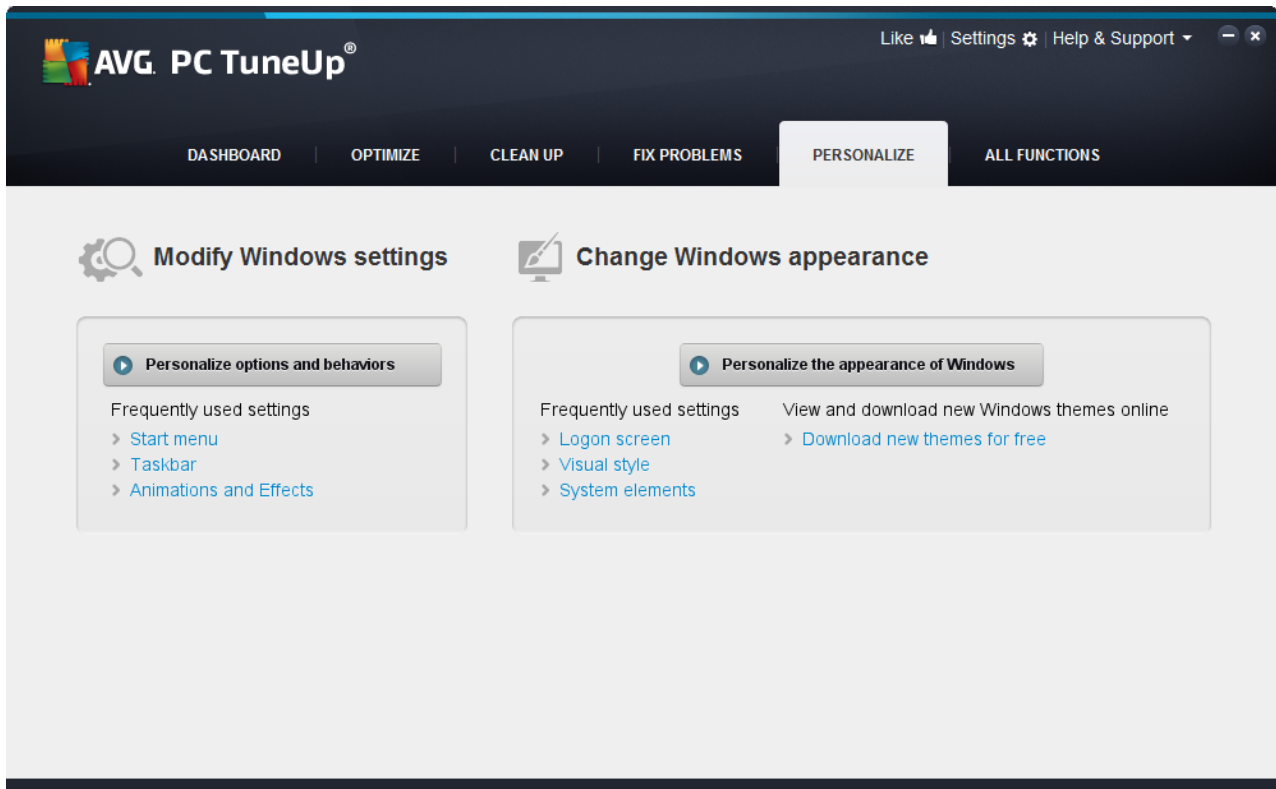 Like | Settings | Help & Support
AVG. PC TuneUp®
DASHBOARD | OPTIMIZE | CLEAN UP | FIX PROBLEMS | PERSONALIZE | ALL FUNCTIONS
Modify Windows settings
Personalize options and behaviors
Frequently used settings
Start menu
Taskbar
Animations and Effects
Change Windows appearance
Personalize the appearance of Windows
Frequently used settings
Logon screen
Visual style
System elements
View and download new Windows themes online
Download new themes for free